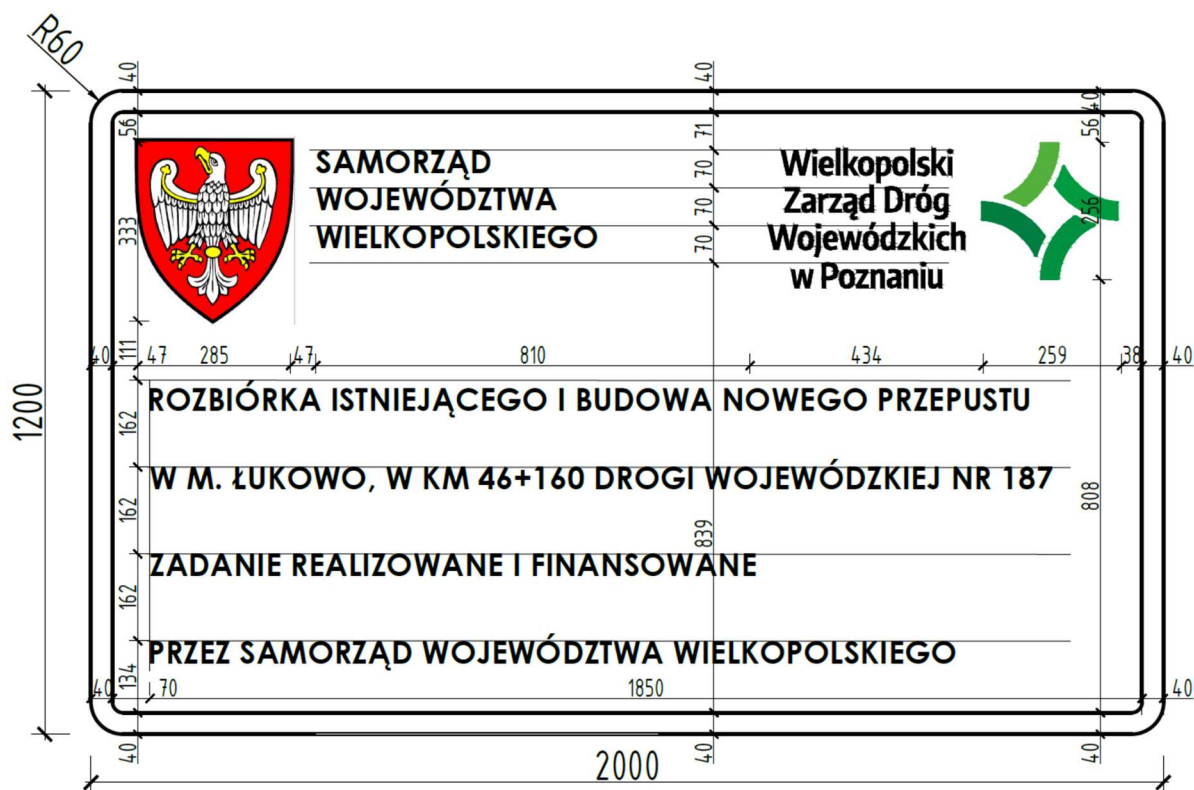 R60
40
40
56
71
56 40
SAMORZĄD
WOJEWÓDZTWA
WIELKOPOLSKIEGO
70
70
70
Wielkopolski
Zarząd Dróg
Wojewódzkich
w Poznaniu
333
256
40
111
47
285
47
810
434
259
38
40
1200
ROZBIÓRKA ISTNIEJĄCEGO I BUDOWA NOWEGO PRZEPUSTU
162
W M. ŁUKOWO, W KM 46+160 DROGI WOJEWÓDZKIEJ NR 187
162
839
808
ZADANIE REALIZOWANE I FINANSOWANE
162
PRZEZ SAMORZĄD WOJEWÓDZTWA WIELKOPOLSKIEGO
40
134
70
1850
40
40
40
40
2000